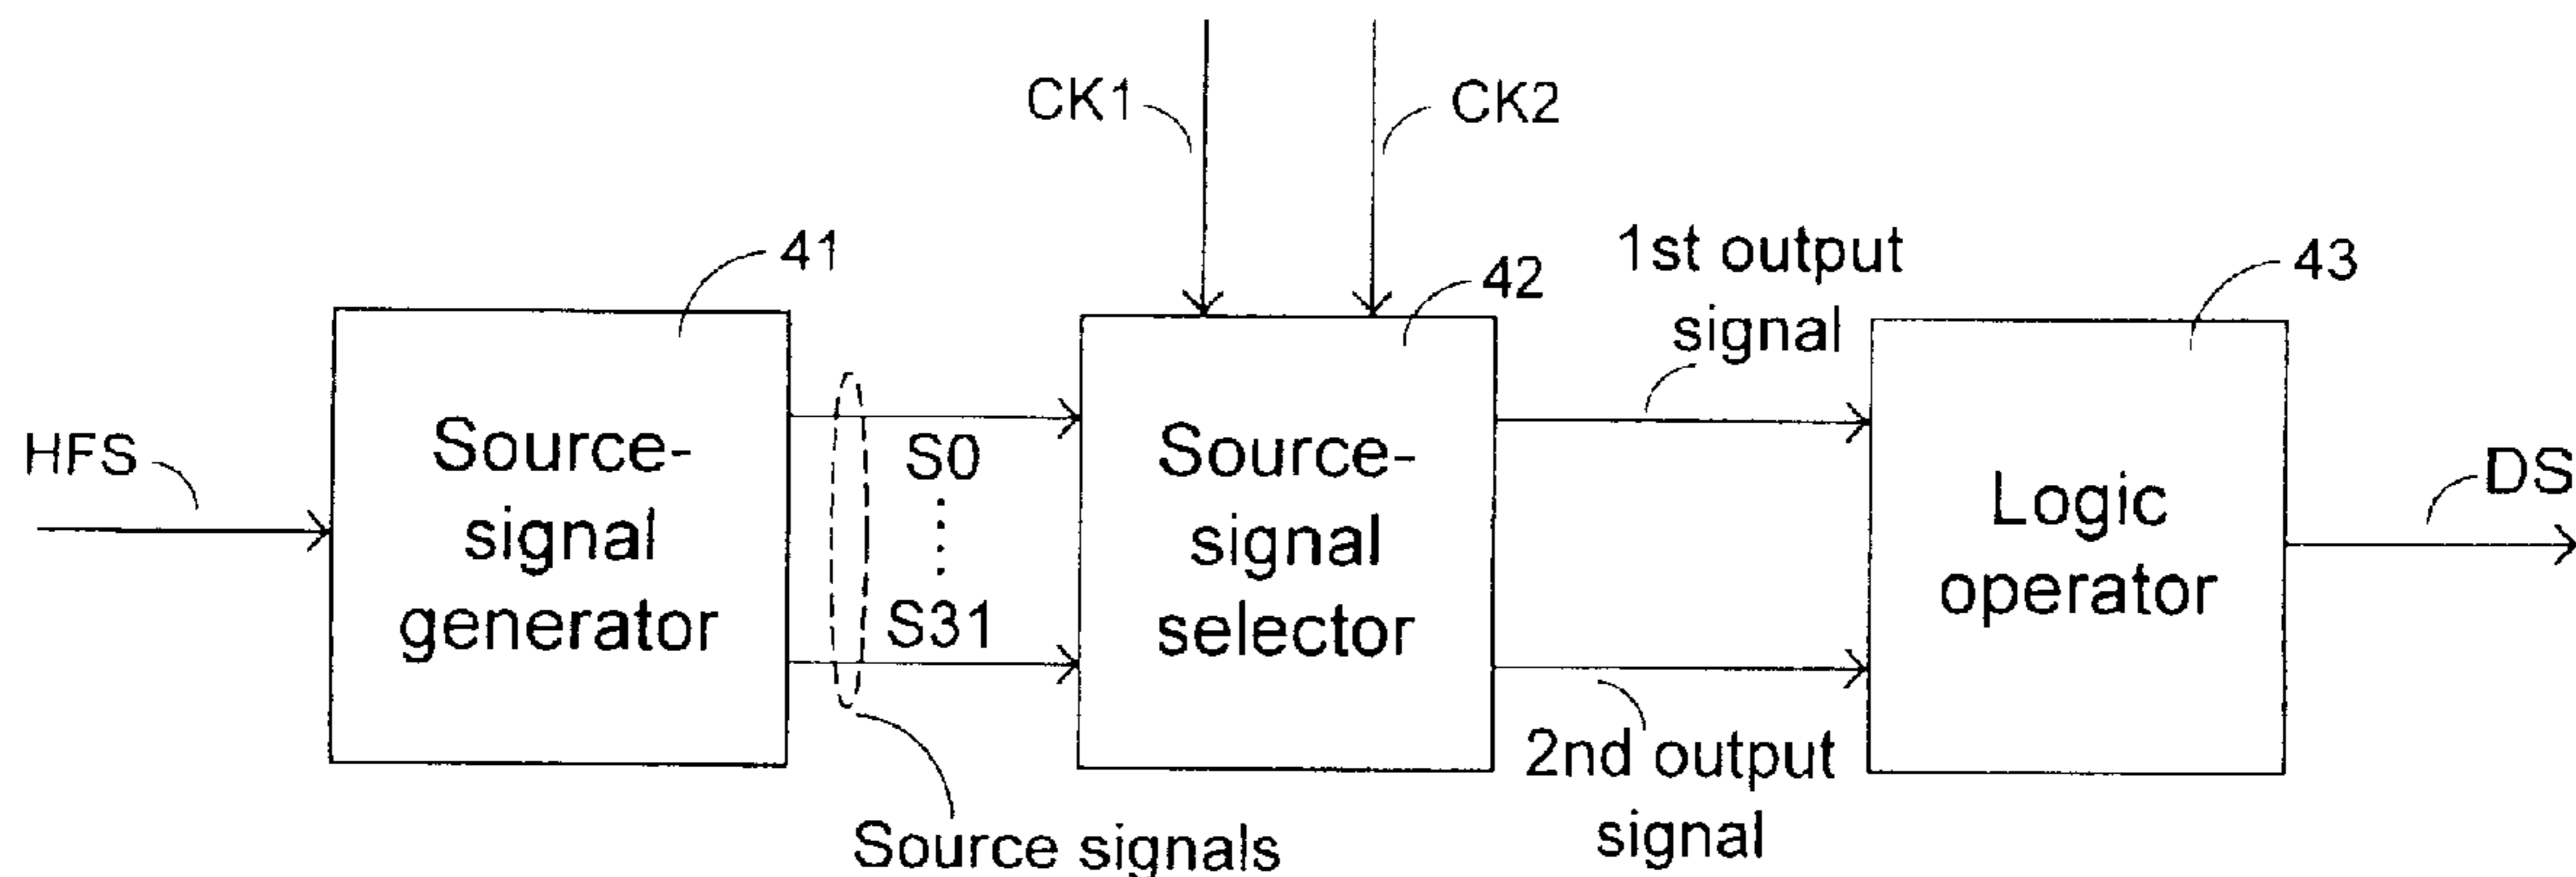 CK1
CK2
41
42
43
1st output
signal
HFS
Source-
signal
generator
S0
S31
Source-
signal
selector
Logic
operator
DS
2nd output
signal
Source signals